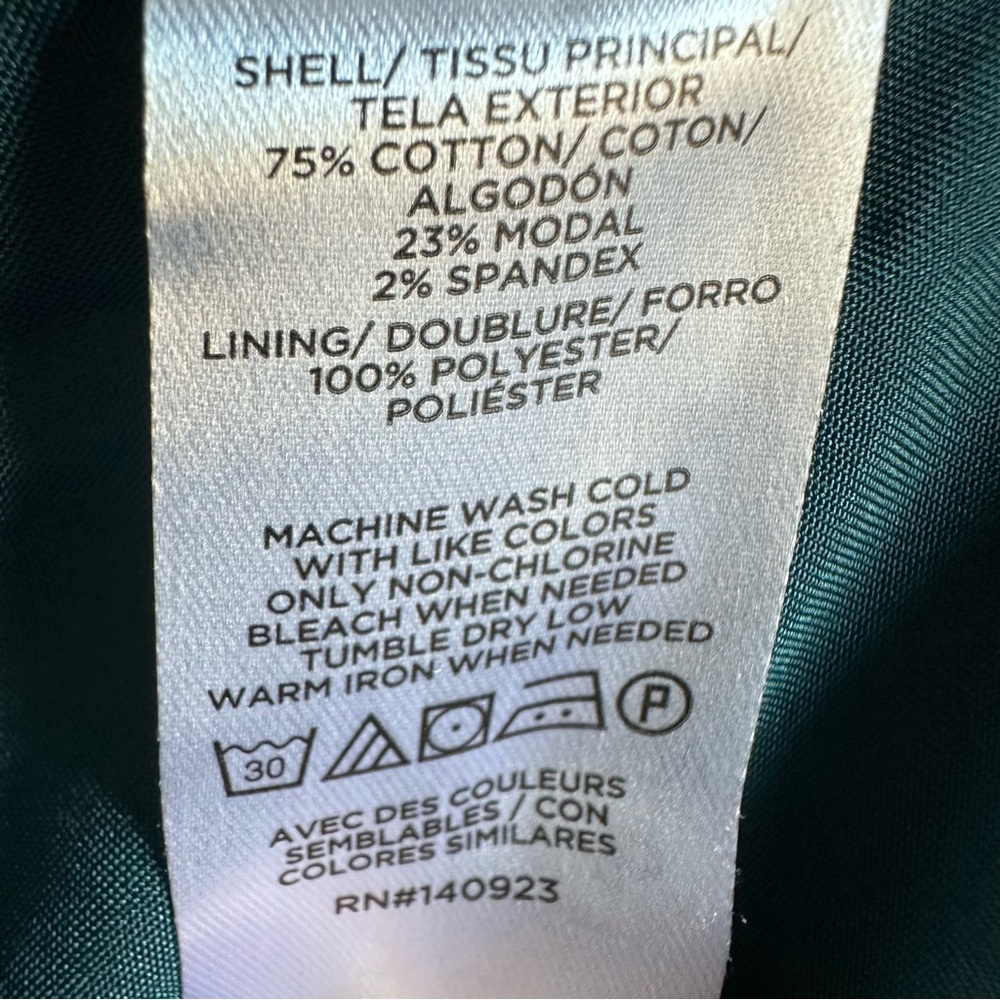 SHELL/ TISSU PRINCIPAL/
TELA EXTERIOR
75% COTTON/ COTON/
ALGODÓN
23% MODAL
2% SPANDEX
LINING/ DOUBLURE/ FORRO
100% POLYESTER/
POLIÉSTER
MACHINE WASH COLD
WITH LIKE COLORS
ONLY NON-CHLORINE
BLEACH WHEN NEEDED
TUMBLE DRY LOW
WARM IRON WHEN NEEDED
30 P
AVEC DES COULEURS
SEMBLABLES / CON
COLORES SIMILARES
RN#140923